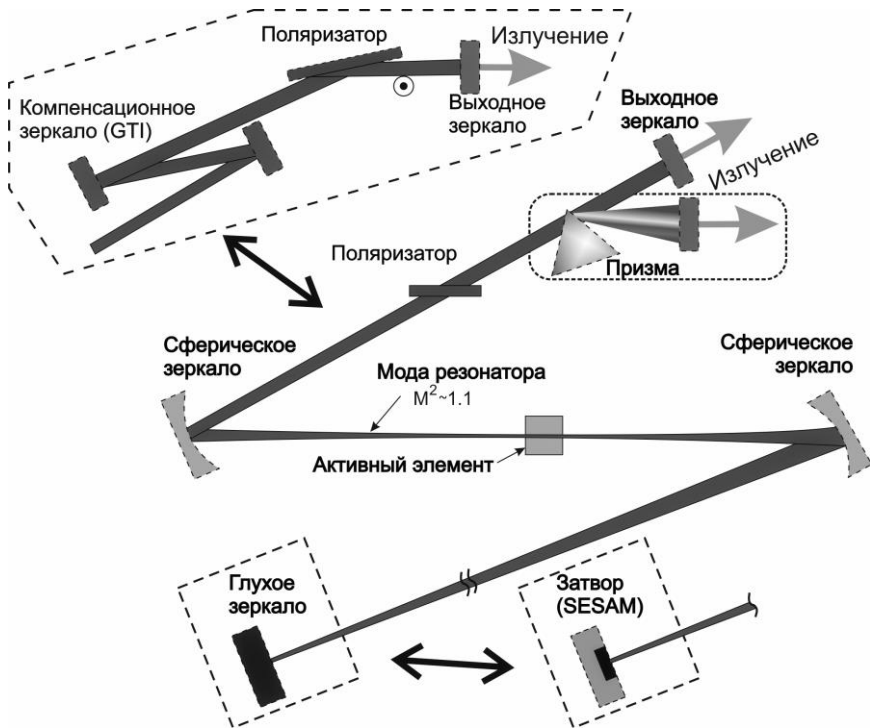 Поляризатор
Излучение
Компенсационное
зеркало (GTI)
Выходное
зеркало
Выходное
зеркало
Излучение
Призма
Поляризатор
Сферическое
зеркало
Сферическое
зеркало
Мода резонатора
M²~1.1
Активный элемент
Глухое
зеркало
Затвор
(SESAM)